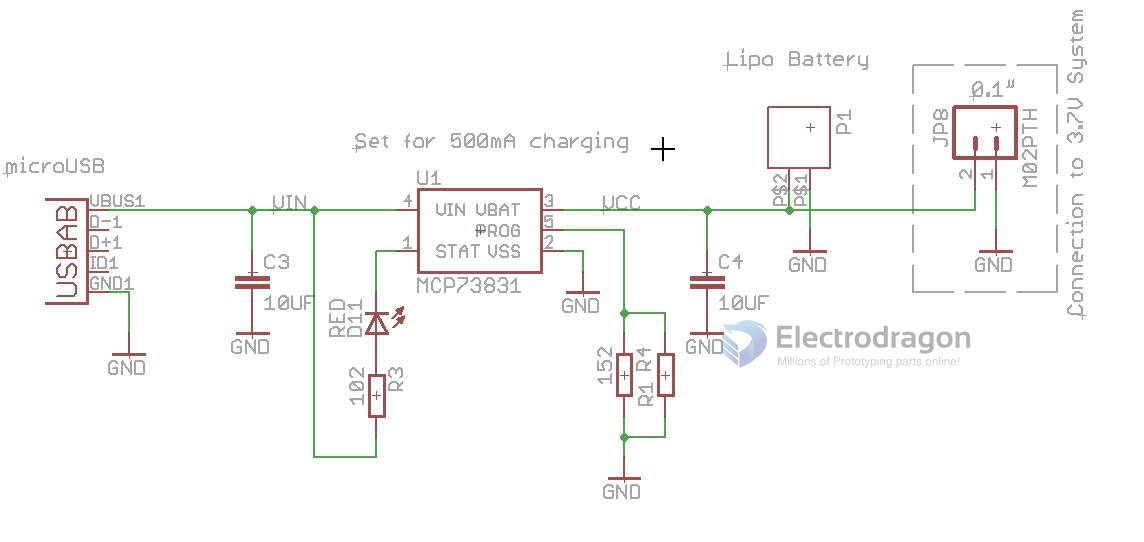 Lipo Battery
Connection to 3.7V System
0.1"
JP8
M02PTH
2
1
P1
PS2
PS1
Set for 500mA charging
microUSB
USBAB
VBUS1
D-1
D+1
ID1
GND1
GND
VIN
C3
10UF
GND
U1
4
VIN VBAT
3
PROG
5
1
STAT VSS
2
MCP73831
VCC
RED
D11
102
R3
GND
152
R1
R4
GND
C4
10UF
GND
GND
GND
Electrodragon
Millions of Prototyping parts online!